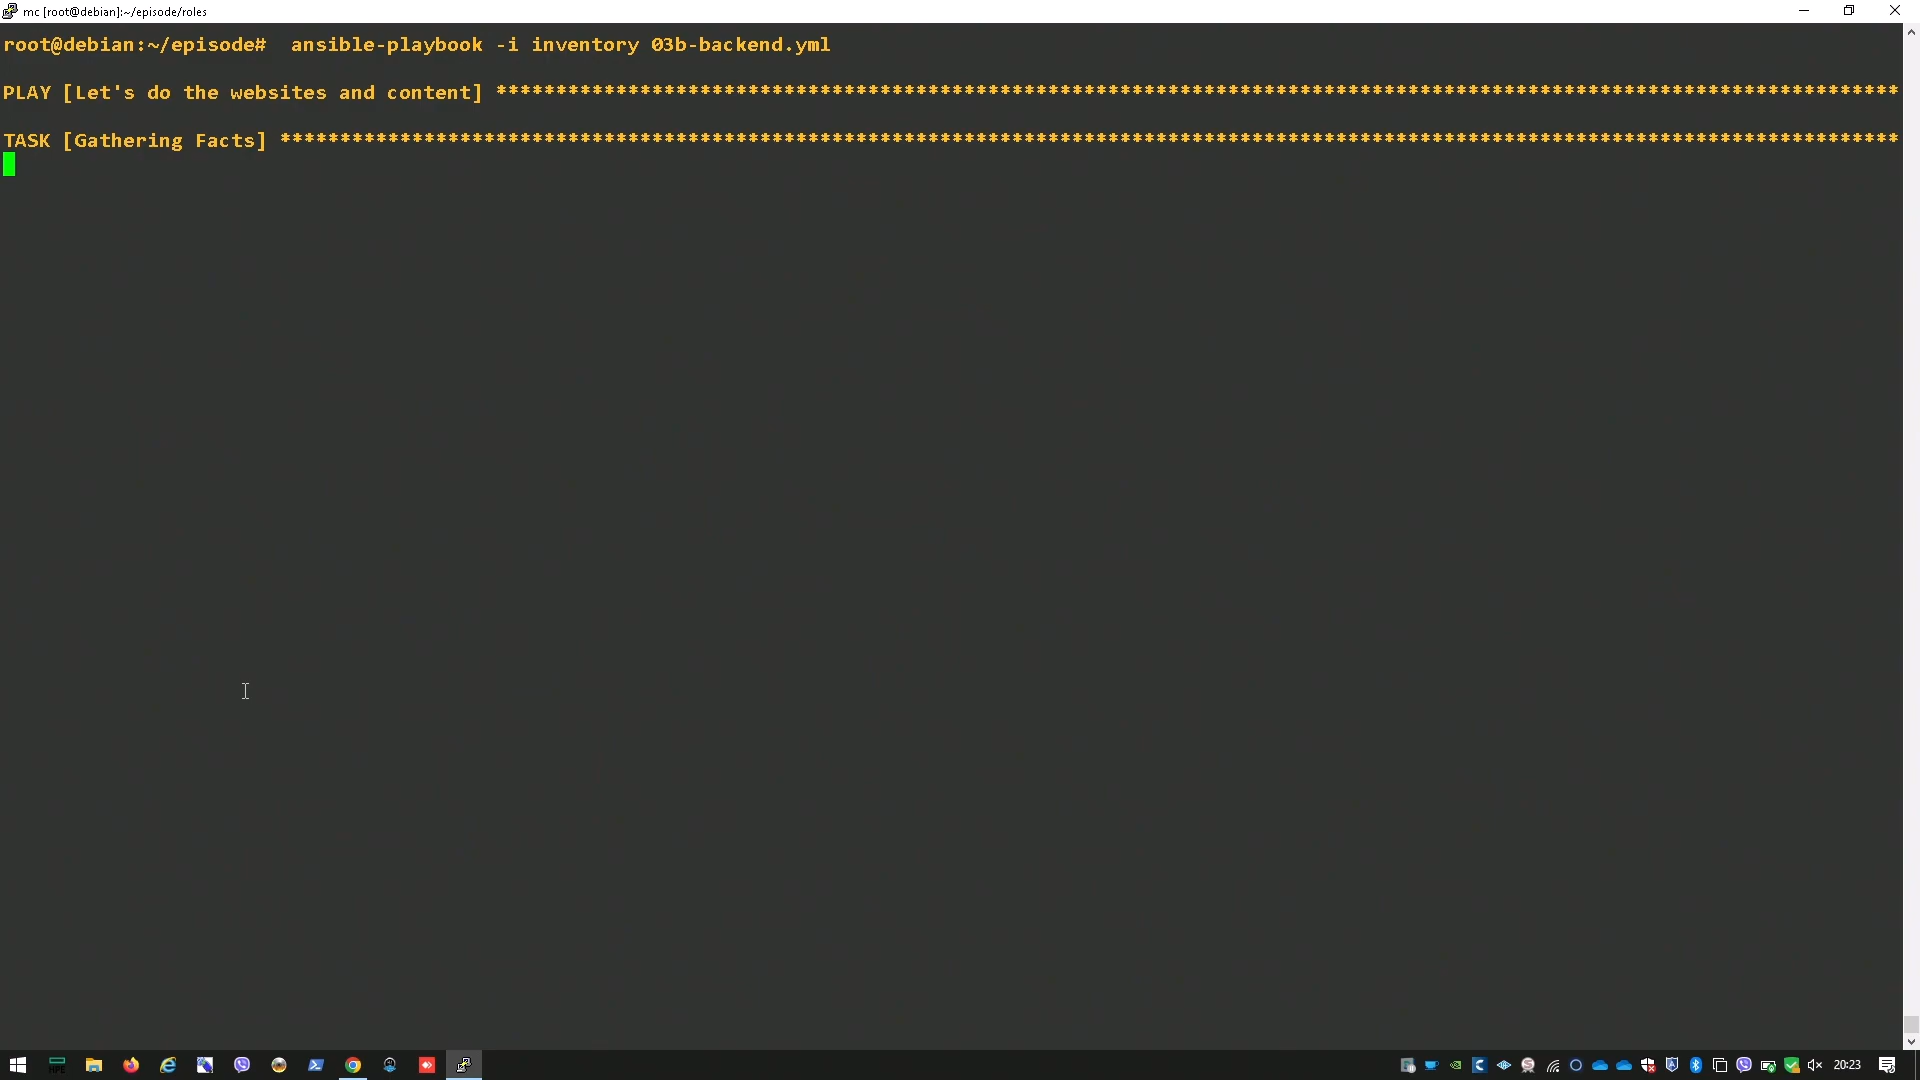 mc [root@debian]:~/episode/roles
root@debian:~/episode#  ansible-playbook -i inventory 03b-backend.yml
PLAY [Let's do the websites and content] **********************************************************************************************************************
TASK [Gathering Facts] ****************************************************************************************************************************************
20:23